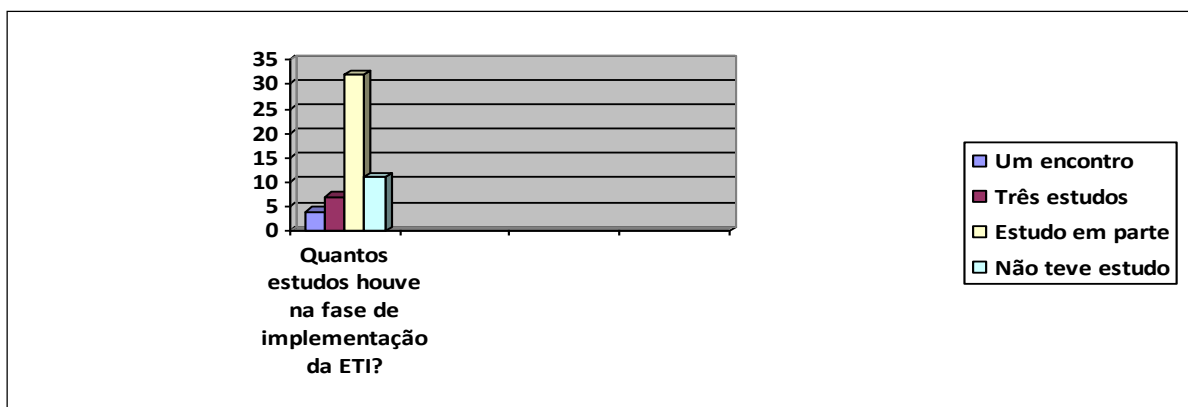 35
30
25
20
15
10
5
0
Quantos
estudos houve
na fase de
implementação
da ETI?
Um encontro
Três estudos
Estudo em parte
Não teve estudo